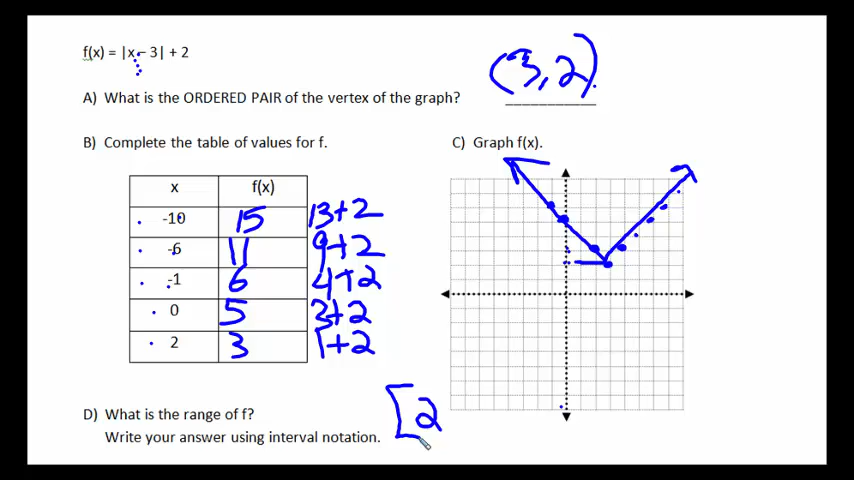 f(x) = |x - 3| + 2
A) What is the ORDERED PAIR of the vertex of the graph? (3, 2)
B) Complete the table of values for f.
C) Graph f(x).
x f(x)
-10 15 13+2
-6 11 9+2
-1 6 4+2
0 5 3+2
2 3 1+2
D) What is the range of f? [2
Write your answer using interval notation.